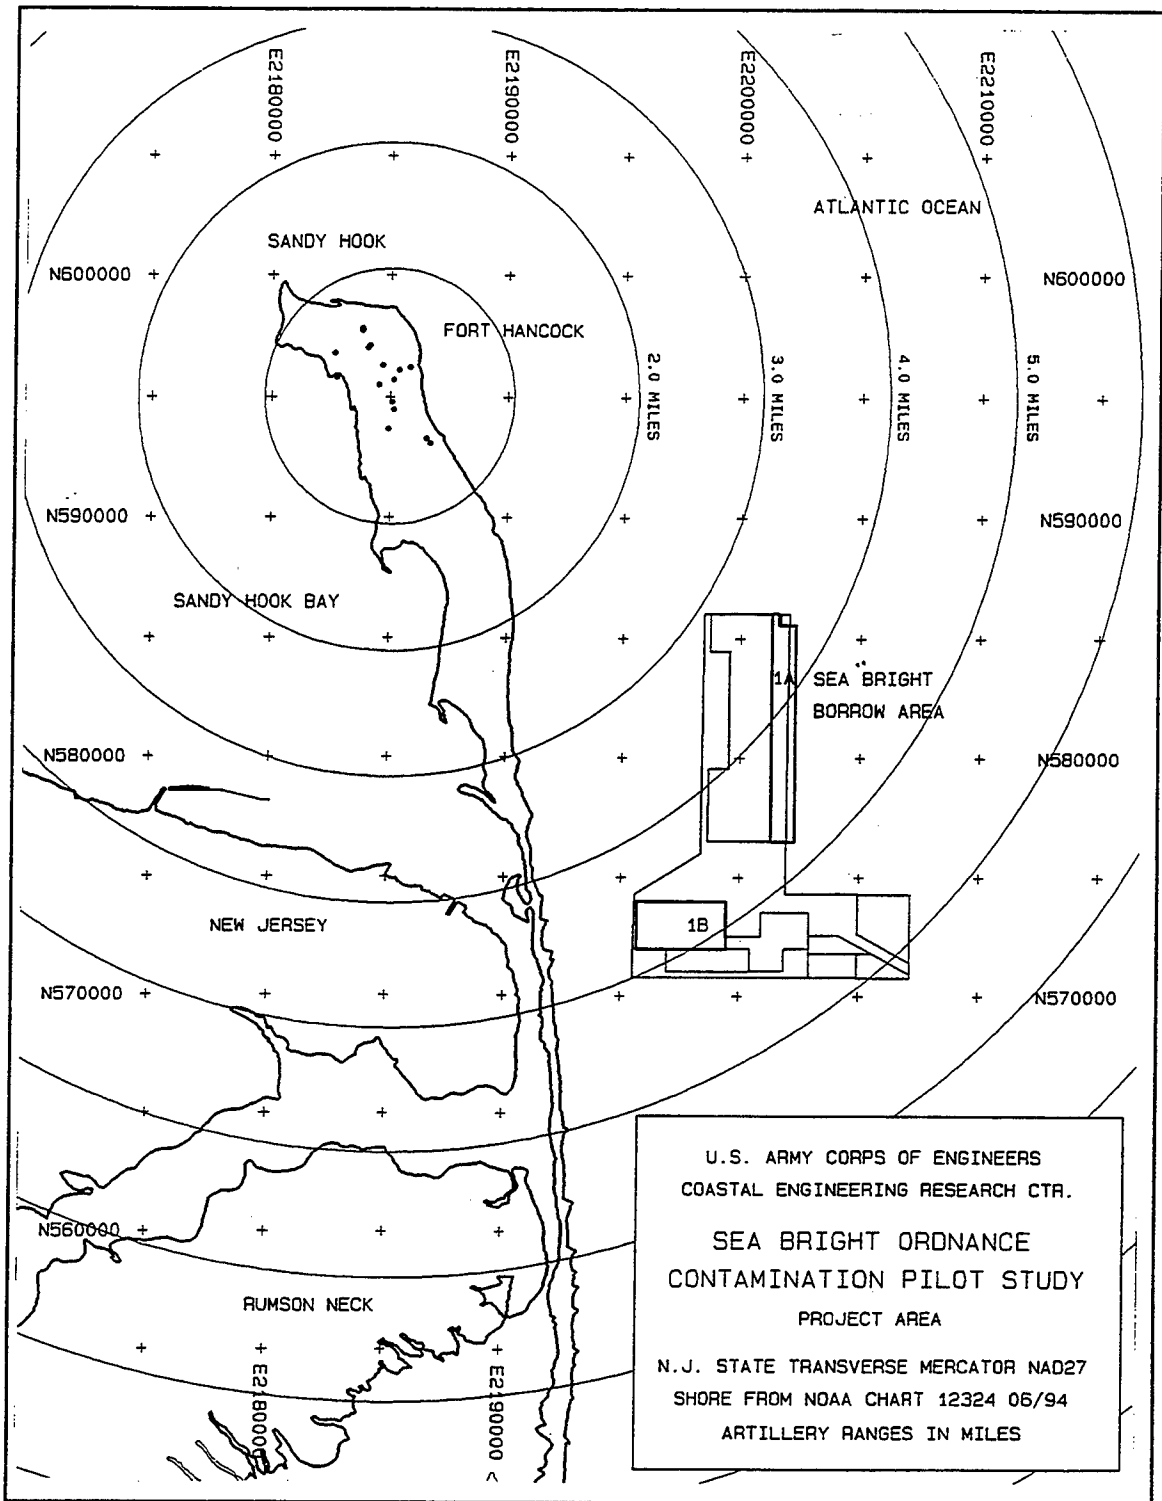 E2180000
E2190000
E2200000
E2210000
ATLANTIC OCEAN
SANDY HOOK
N600000
N600000
FORT HANCOCK
2.0 MILES
3.0 MILES
4.0 MILES
5.0 MILES
N590000
N590000
SANDY HOOK BAY
1A
SEA BRIGHT
BORROW AREA
N580000
N580000
NEW JERSEY
1B
N570000
N570000
N560000
RUMSON NECK
E2180000
E2190000
U.S. ARMY CORPS OF ENGINEERS
COASTAL ENGINEERING RESEARCH CTR.
SEA BRIGHT ORDNANCE
CONTAMINATION PILOT STUDY
PROJECT AREA
N.J. STATE TRANSVERSE MERCATOR NAD27
SHORE FROM NOAA CHART 12324 06/94
ARTILLERY RANGES IN MILES